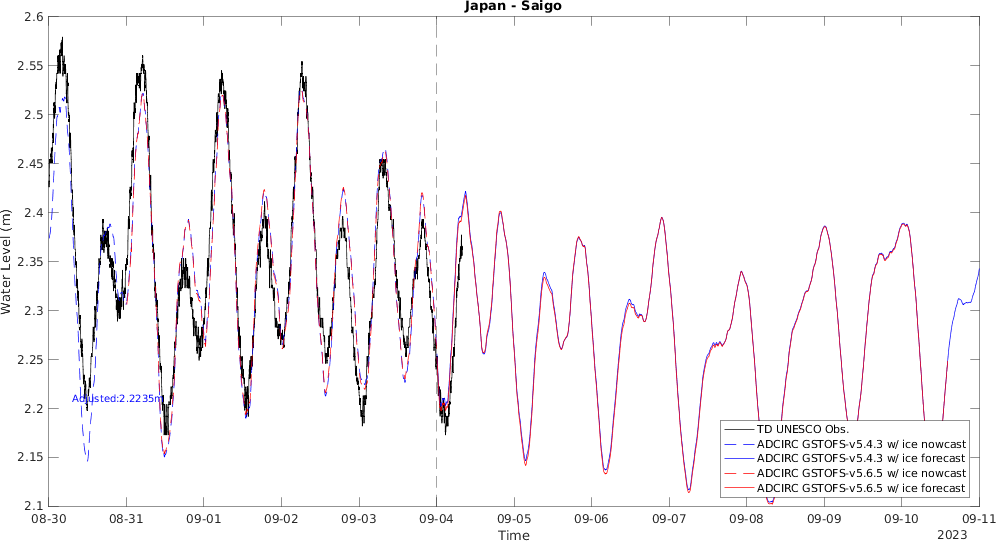 Japan - Saigo
2.6
2.55
2.5
2.45
2.4
2.35
2.3
2.25
2.2
2.15
2.1
Water Level (m)
Adjusted:2.2235m
TD UNESCO Obs.
ADCIRC GSTOFS-v5.4.3 w/ ice nowcast
ADCIRC GSTOFS-v5.4.3 w/ ice forecast
ADCIRC GSTOFS-v5.6.5 w/ ice nowcast
ADCIRC GSTOFS-v5.6.5 w/ ice forecast
08-30 08-31 09-01 09-02 09-03 09-04 09-05 09-06 09-07 09-08 09-09 09-10 09-11
Time
2023